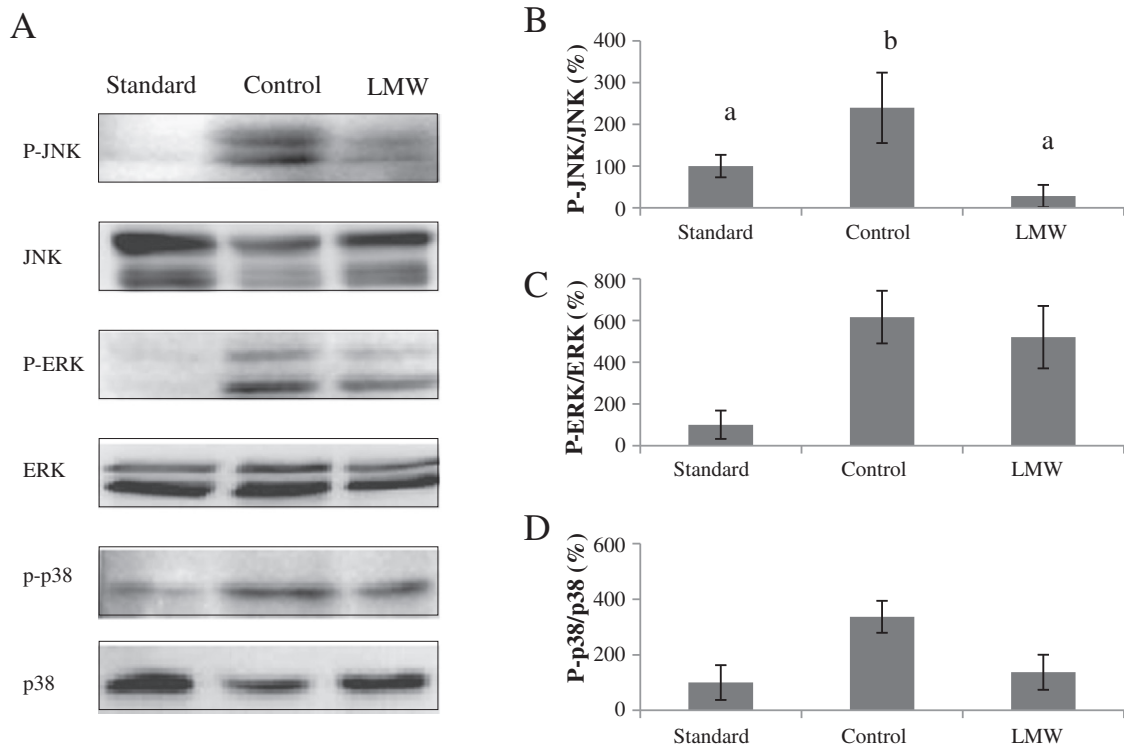 A
Standard Control LMW
P-JNK
JNK
P-ERK
ERK
p-p38
p38
B
P-JNK/JNK (%)
400
300
200
100
0
a
b
a
Standard Control LMW
C
P-ERK/ERK (%)
800
600
400
200
0
Standard Control LMW
D
P-p38/p38 (%)
600
400
200
0
Standard Control LMW